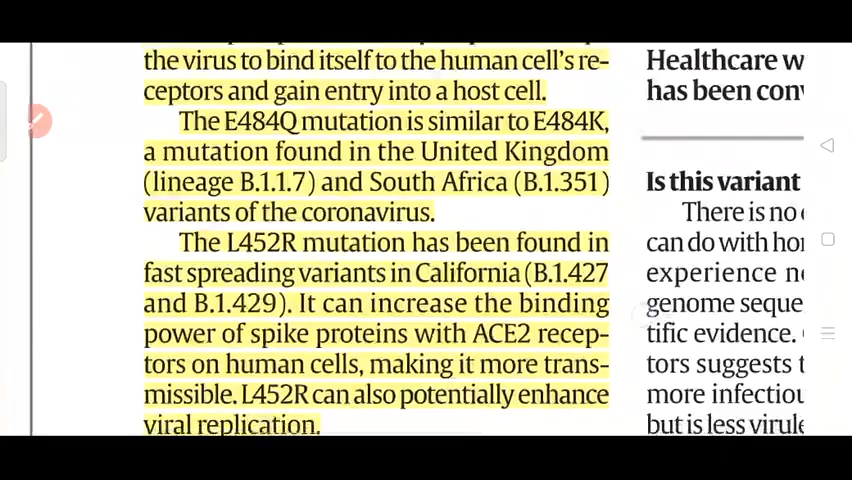 the virus to bind itself to the human cell's re-
ceptors and gain entry into a host cell.
The E484Q mutation is similar to E484K,
a mutation found in the United Kingdom
(lineage B.1.1.7) and South Africa (B.1.351)
variants of the coronavirus.
The L452R mutation has been found in
fast spreading variants in California (B.1.427
and B.1.429). It can increase the binding
power of spike proteins with ACE2 recep-
tors on human cells, making it more trans-
missible. L452R can also potentially enhance
viral replication.
Healthcare w
has been con
Is this variant
There is no
can do with hor
experience ne
genome seque
tific evidence.
tors suggests t
more infectiou
but is less virule